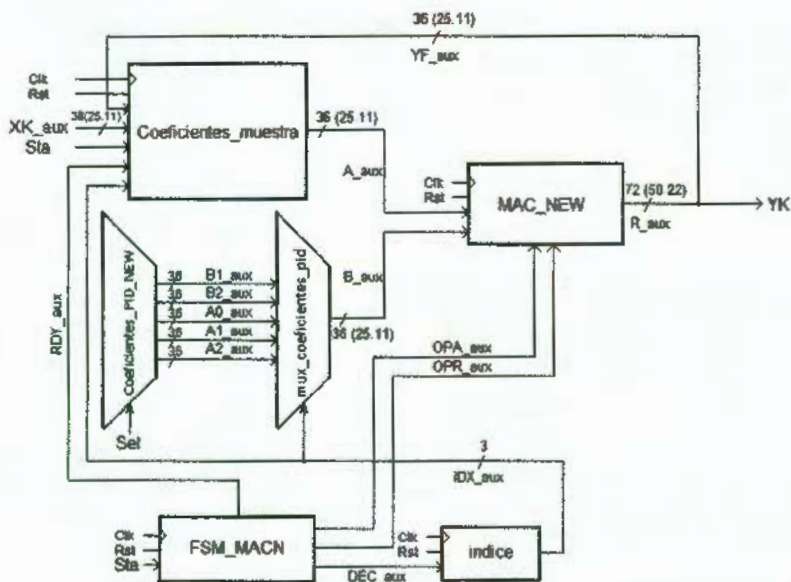 36 (25.11)
YF_aux
Clk
Rst
38(25.11)
XK_aux
Sta
Coeficientes_muestra
36 (25.11)
A_aux
Clk
Rst
MAC_NEW
72 (50.22)
R_aux
YK
RDY_aux
Coeficientes_PID_NEW
36 B1_aux
36 B2_aux
36 A0_aux
36 A1_aux
36 A2_aux
mux_coeficientes_pid
B_aux
36 (25.11)
OPA_aux
OPR_aux
Sel
3
IDX_aux
Clk
Rst
Sta
FSM_MACN
DEC_aux
Clk
Rst
indice